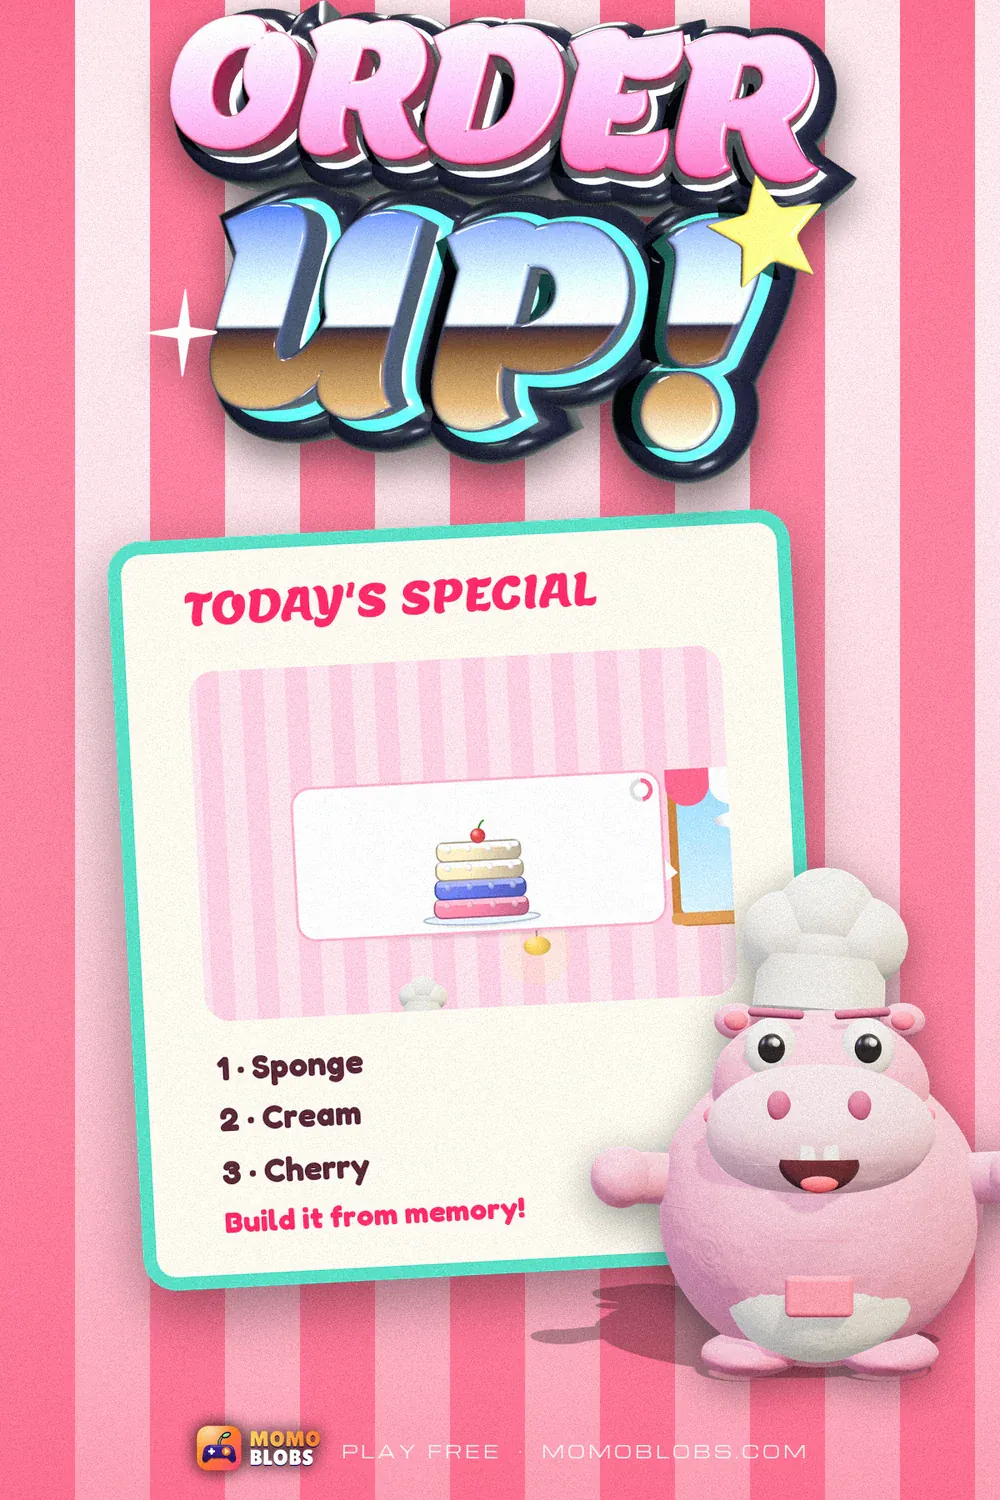 ORDER
UP!
TODAY'S SPECIAL
1 · Sponge
2 · Cream
3 · Cherry
Build it from memory!
MOMO
BLOBS
PLAY FREE · MOMOBLOBS.COM